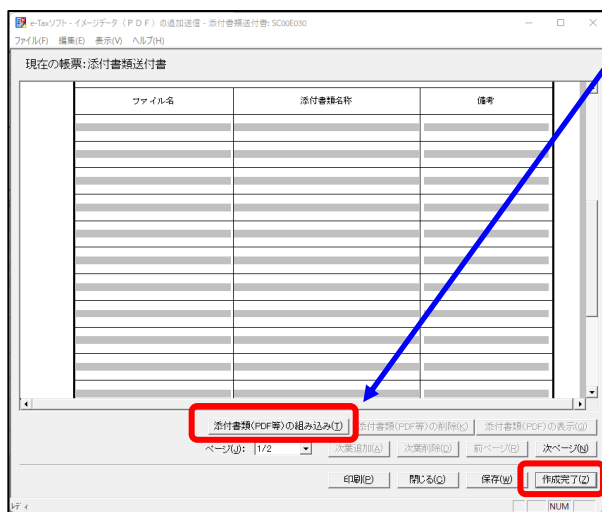 e-Taxソフト - イメージデータ（ＰＤＦ）の追加送信 - 添付書類送付書: SC00E030
ファイル(F) 編集(E) 表示(V) ヘルプ(H)
現在の帳票:添付書類送付書
ファイル名 添付書類名称 備考
添付書類(PDF等)の組み込み(T) 添付書類(PDF等)の削除(K) 添付書類(PDF)の表示(Q)
ページ(J): 1/2 次葉追加(A) 次葉削除(D) 前ページ(R) 次ページ(N)
印刷(P) 閉じる(C) 保存(W) 作成完了(Z)
レディ NUM